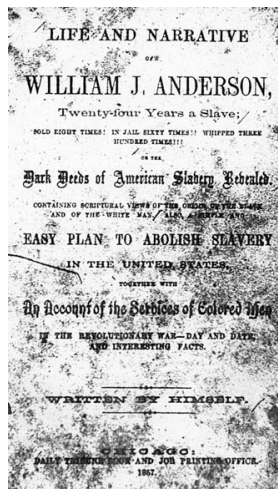 LIFE AND NARRATIVE
OF
WILLIAM J. ANDERSON,
Twenty-four Years a Slave;
SOLD EIGHT TIMES! IN JAIL SIXTY TIMES!! WHIPPED THREE
HUNDRED TIMES!!!
OR THE
Dark Deeds of American Slavery Revealed.
CONTAINING SCRIPTURAL VIEWS OF THE ORIGIN OF THE BLACK
AND OF THE WHITE MAN. ALSO, A SIMPLE AND
EASY PLAN TO ABOLISH SLAVERY
IN THE UNITED STATES,
TOGETHER WITH
An Account of the Services of Colored Men
IN THE REVOLUTIONARY WAR—DAY AND DATE,
AND INTERESTING FACTS.
WRITTEN BY HIMSELF.
CHICAGO:
DAILY TRIBUNE BOOK AND JOB PRINTING OFFICE.
1857.